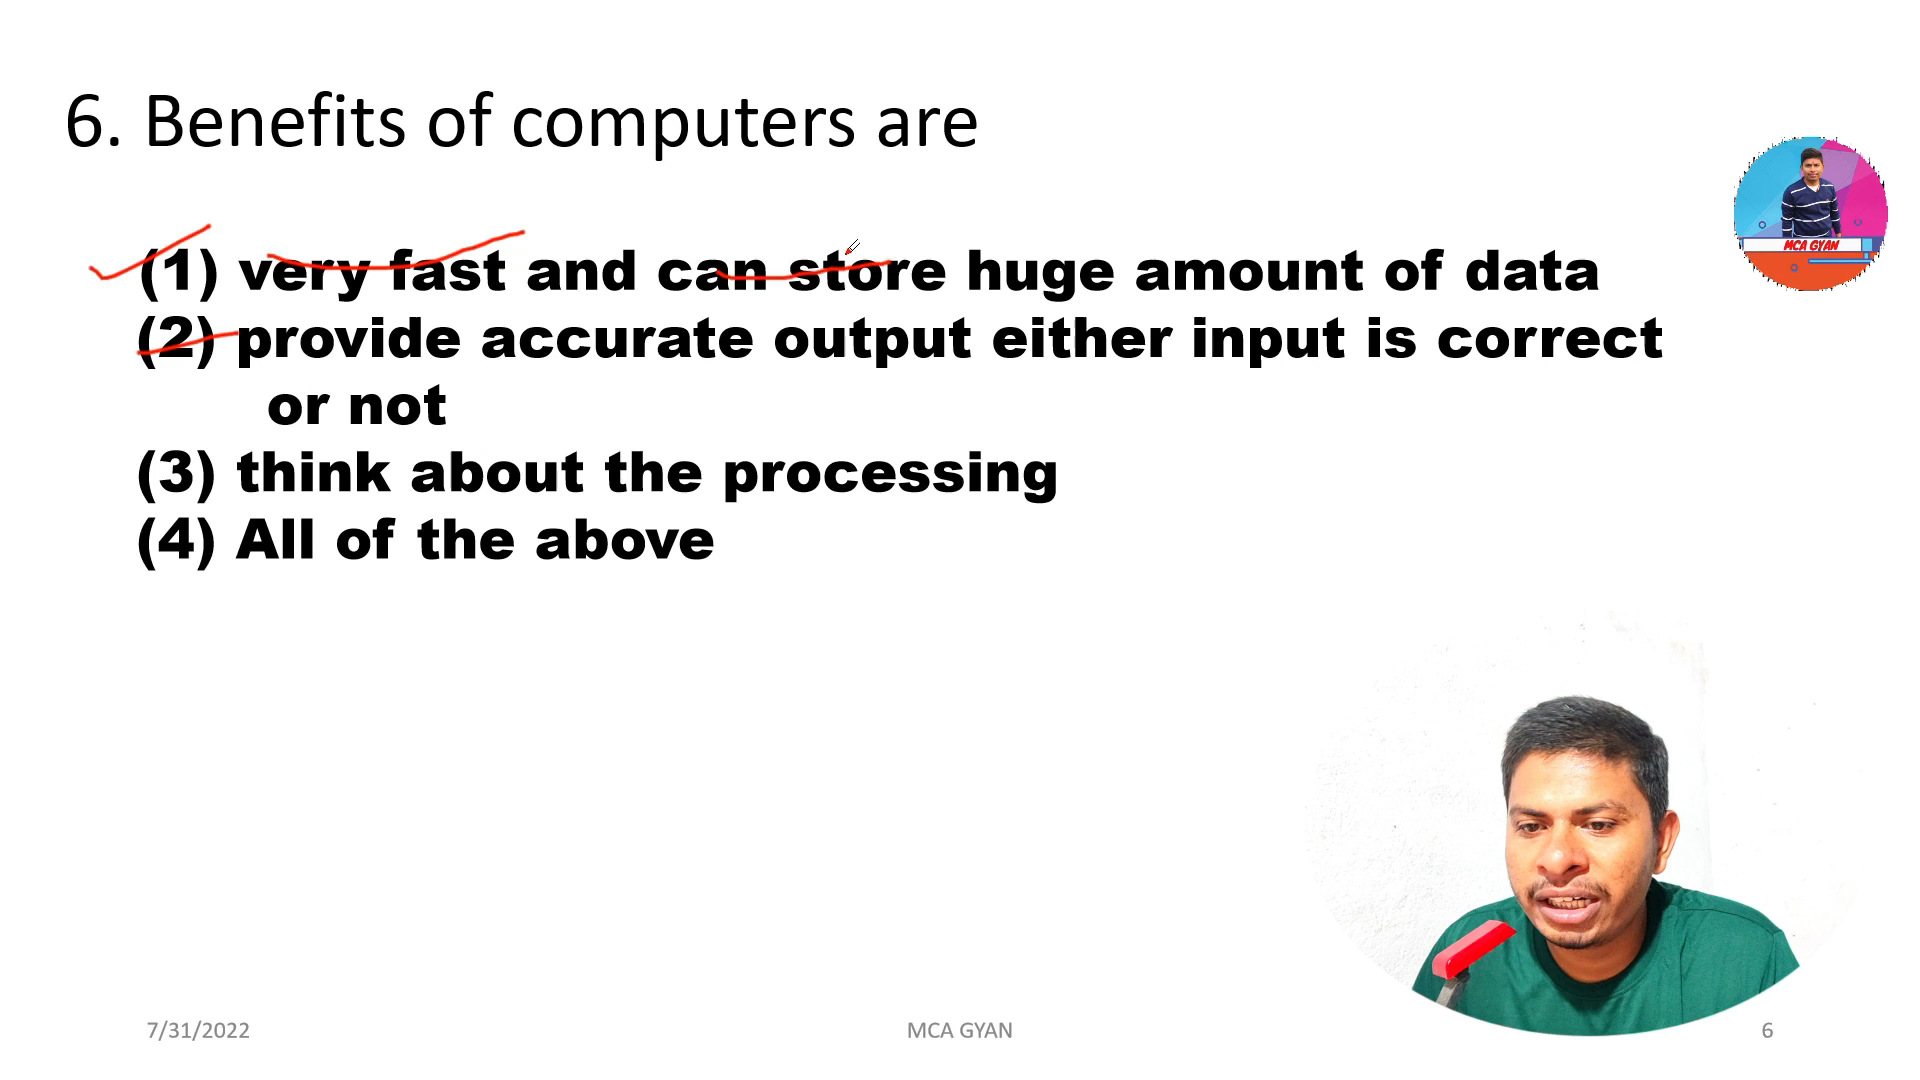 6. Benefits of computers are
MCA GYAN
(1) very fast and can store huge amount of data
(2) provide accurate output either input is correct
or not
(3) think about the processing
(4) All of the above
7/31/2022
MCA GYAN
6